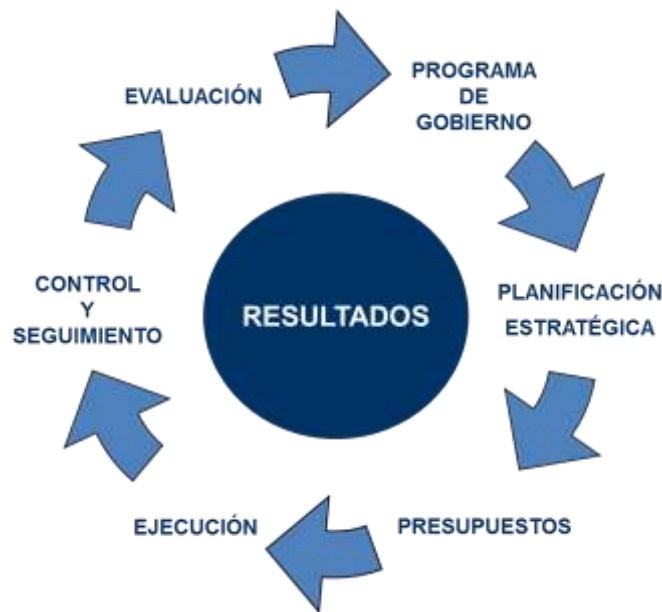 EVALUACIÓN
PROGRAMA
DE
GOBIERNO
PLANIFICACIÓN
ESTRATÉGICA
PRESUPUESTOS
EJECUCIÓN
CONTROL
Y
SEGUIMIENTO
RESULTADOS